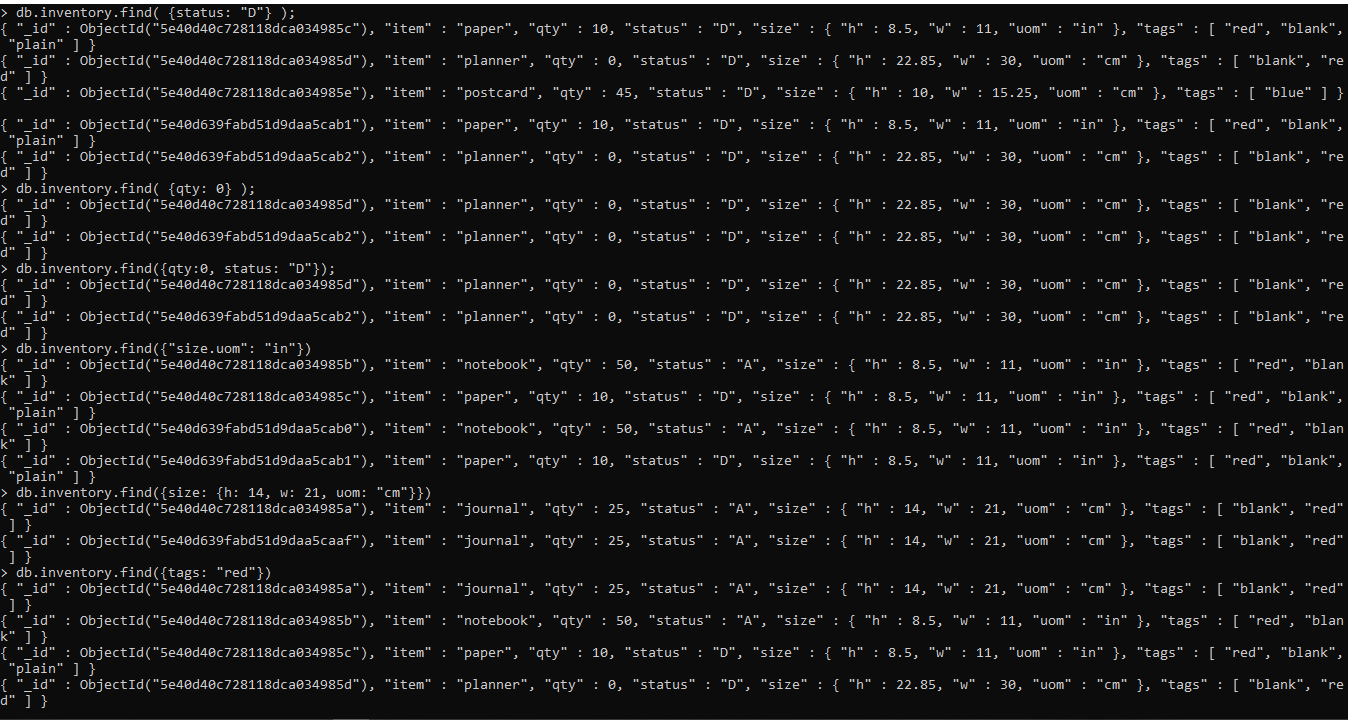 > db.inventory.find( {status: "D"} );
{ "_id" : ObjectId("5e40d40c728118dca034985c"), "item" : "paper", "qty" : 10, "status" : "D", "size" : { "h" : 8.5, "w" : 11, "uom" : "in" }, "tags" : [ "red", "blank",
 "plain" ] }
{ "_id" : ObjectId("5e40d40c728118dca034985d"), "item" : "planner", "qty" : 0, "status" : "D", "size" : { "h" : 22.85, "w" : 30, "uom" : "cm" }, "tags" : [ "blank", "re
d" ] }
{ "_id" : ObjectId("5e40d40c728118dca034985e"), "item" : "postcard", "qty" : 45, "status" : "D", "size" : { "h" : 10, "w" : 15.25, "uom" : "cm" }, "tags" : [ "blue" ] }
{ "_id" : ObjectId("5e40d639fabd51d9daa5cab1"), "item" : "paper", "qty" : 10, "status" : "D", "size" : { "h" : 8.5, "w" : 11, "uom" : "in" }, "tags" : [ "red", "blank",
 "plain" ] }
{ "_id" : ObjectId("5e40d639fabd51d9daa5cab2"), "item" : "planner", "qty" : 0, "status" : "D", "size" : { "h" : 22.85, "w" : 30, "uom" : "cm" }, "tags" : [ "blank", "re
d" ] }
> db.inventory.find( {qty: 0} );
{ "_id" : ObjectId("5e40d40c728118dca034985d"), "item" : "planner", "qty" : 0, "status" : "D", "size" : { "h" : 22.85, "w" : 30, "uom" : "cm" }, "tags" : [ "blank", "re
d" ] }
{ "_id" : ObjectId("5e40d639fabd51d9daa5cab2"), "item" : "planner", "qty" : 0, "status" : "D", "size" : { "h" : 22.85, "w" : 30, "uom" : "cm" }, "tags" : [ "blank", "re
d" ] }
> db.inventory.find({qty:0, status: "D"});
{ "_id" : ObjectId("5e40d40c728118dca034985d"), "item" : "planner", "qty" : 0, "status" : "D", "size" : { "h" : 22.85, "w" : 30, "uom" : "cm" }, "tags" : [ "blank", "re
d" ] }
{ "_id" : ObjectId("5e40d639fabd51d9daa5cab2"), "item" : "planner", "qty" : 0, "status" : "D", "size" : { "h" : 22.85, "w" : 30, "uom" : "cm" }, "tags" : [ "blank", "re
d" ] }
> db.inventory.find({"size.uom": "in"})
{ "_id" : ObjectId("5e40d40c728118dca034985b"), "item" : "notebook", "qty" : 50, "status" : "A", "size" : { "h" : 8.5, "w" : 11, "uom" : "in" }, "tags" : [ "red", "blan
k" ] }
{ "_id" : ObjectId("5e40d40c728118dca034985c"), "item" : "paper", "qty" : 10, "status" : "D", "size" : { "h" : 8.5, "w" : 11, "uom" : "in" }, "tags" : [ "red", "blank",
 "plain" ] }
{ "_id" : ObjectId("5e40d639fabd51d9daa5cab0"), "item" : "notebook", "qty" : 50, "status" : "A", "size" : { "h" : 8.5, "w" : 11, "uom" : "in" }, "tags" : [ "red", "blan
k" ] }
{ "_id" : ObjectId("5e40d639fabd51d9daa5cab1"), "item" : "paper", "qty" : 10, "status" : "D", "size" : { "h" : 8.5, "w" : 11, "uom" : "in" }, "tags" : [ "red", "blank",
 "plain" ] }
> db.inventory.find({size: {h: 14, w: 21, uom: "cm"}})
{ "_id" : ObjectId("5e40d40c728118dca034985a"), "item" : "journal", "qty" : 25, "status" : "A", "size" : { "h" : 14, "w" : 21, "uom" : "cm" }, "tags" : [ "blank", "red"
 ] }
{ "_id" : ObjectId("5e40d639fabd51d9daa5caaf"), "item" : "journal", "qty" : 25, "status" : "A", "size" : { "h" : 14, "w" : 21, "uom" : "cm" }, "tags" : [ "blank", "red"
 ] }
> db.inventory.find({tags: "red"})
{ "_id" : ObjectId("5e40d40c728118dca034985a"), "item" : "journal", "qty" : 25, "status" : "A", "size" : { "h" : 14, "w" : 21, "uom" : "cm" }, "tags" : [ "blank", "red"
 ] }
{ "_id" : ObjectId("5e40d40c728118dca034985b"), "item" : "notebook", "qty" : 50, "status" : "A", "size" : { "h" : 8.5, "w" : 11, "uom" : "in" }, "tags" : [ "red", "blan
k" ] }
{ "_id" : ObjectId("5e40d40c728118dca034985c"), "item" : "paper", "qty" : 10, "status" : "D", "size" : { "h" : 8.5, "w" : 11, "uom" : "in" }, "tags" : [ "red", "blank",
 "plain" ] }
{ "_id" : ObjectId("5e40d40c728118dca034985d"), "item" : "planner", "qty" : 0, "status" : "D", "size" : { "h" : 22.85, "w" : 30, "uom" : "cm" }, "tags" : [ "blank", "re
d" ] }